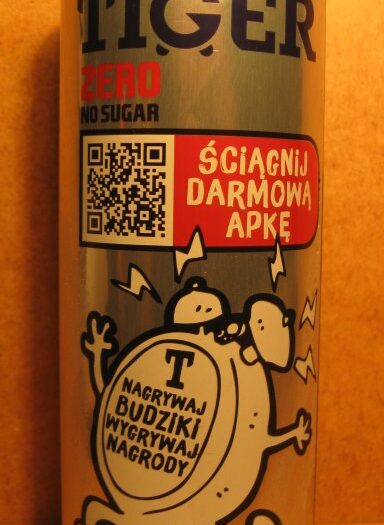 TIGER
ZERO
NO SUGAR
ŚCIĄGNIJ
DARMOWĄ
APKĘ
T
NAGRYWAJ
BUDZIKI
WYGRYWAJ
NAGRODY